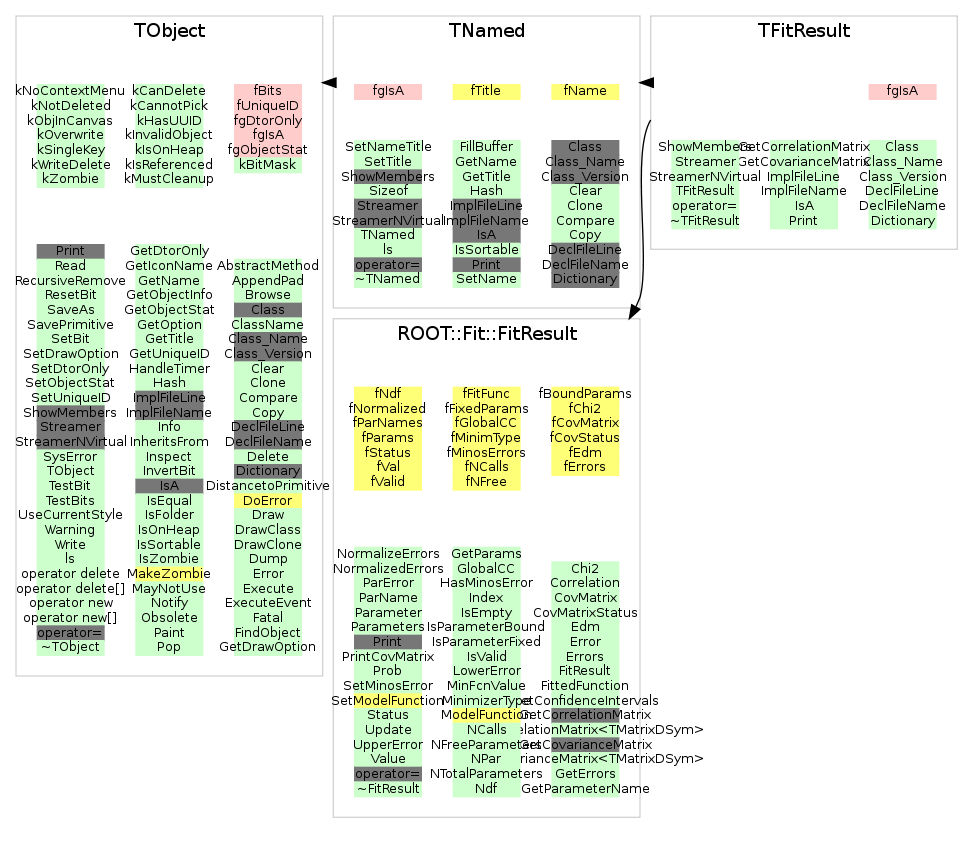 TObject
kNoContextMenu
kNotDeleted
kObjInCanvas
kOverwrite
kSingleKey
kWriteDelete
kZombie
kCanDelete
kCannotPick
kHasUUID
kInvalidObject
kIsOnHeap
kIsReferenced
kMustCleanup
fBits
fUniqueID
fgDtorOnly
fgIsA
fgObjectStat
kBitMask
Print
Read
RecursiveRemove
ResetBit
SaveAs
SavePrimitive
SetBit
SetDrawOption
SetDtorOnly
SetObjectStat
SetUniqueID
ShowMembers
Streamer
StreamerNVirtual
SysError
TObject
TestBit
TestBits
UseCurrentStyle
Warning
Write
ls
operator delete
operator delete[]
operator new
operator new[]
operator=
~TObject
GetDtorOnly
GetIconName
GetName
GetObjectInfo
GetObjectStat
GetOption
GetTitle
GetUniqueID
HandleTimer
Hash
ImplFileLine
ImplFileName
Info
InheritsFrom
Inspect
InvertBit
IsA
IsEqual
IsFolder
IsOnHeap
IsSortable
IsZombie
MakeZombie
MayNotUse
Notify
Obsolete
Paint
Pop
AbstractMethod
AppendPad
Browse
Class
ClassName
Class_Name
Class_Version
Clear
Clone
Compare
Copy
DeclFileLine
DeclFileName
Delete
Dictionary
DistancetoPrimitive
DoError
Draw
DrawClass
DrawClone
Dump
Error
Execute
ExecuteEvent
Fatal
FindObject
GetDrawOption
TNamed
fgIsA
fTitle
fName
SetNameTitle
SetTitle
ShowMembers
Sizeof
Streamer
StreamerNVirtual
TNamed
ls
operator=
~TNamed
FillBuffer
GetName
GetTitle
Hash
ImplFileLine
ImplFileName
IsA
IsSortable
Print
SetName
Class
Class_Name
Class_Version
Clear
Clone
Compare
Copy
DeclFileLine
DeclFileName
Dictionary
TFitResult
fgIsA
ShowMembers
Streamer
StreamerNVirtual
TFitResult
operator=
~TFitResult
GetCorrelationMatrix
GetCovarianceMatrix
ImplFileLine
ImplFileName
IsA
Print
Class
Class_Name
Class_Version
DeclFileLine
DeclFileName
Dictionary
ROOT::Fit::FitResult
fNdf
fNormalized
fParNames
fParams
fStatus
fVal
fValid
fFitFunc
fFixedParams
fGlobalCC
fMinimType
fMinosErrors
fNCalls
fNFree
fBoundParams
fChi2
fCovMatrix
fCovStatus
fEdm
fErrors
NormalizeErrors
NormalizedErrors
ParError
ParName
Parameter
Parameters
Print
PrintCovMatrix
Prob
SetMinosError
SetModelFunction
Status
Update
UpperError
Value
operator=
~FitResult
GetParams
GlobalCC
HasMinosError
Index
IsEmpty
IsParameterBound
IsParameterFixed
IsValid
LowerError
MinFcnValue
MinimizerType
ModelFunction
NCalls
NFreeParameters
NPar
NTotalParameters
Ndf
Chi2
Correlation
CovMatrix
CovMatrixStatus
Edm
Error
Errors
FitResult
FittedFunction
etConfidenceIntervals
GetCorrelationMatrix
elationMatrix<TMatrixDSym>
GetCovarianceMatrix
rianceMatrix<TMatrixDSym>
GetErrors
GetParameterName